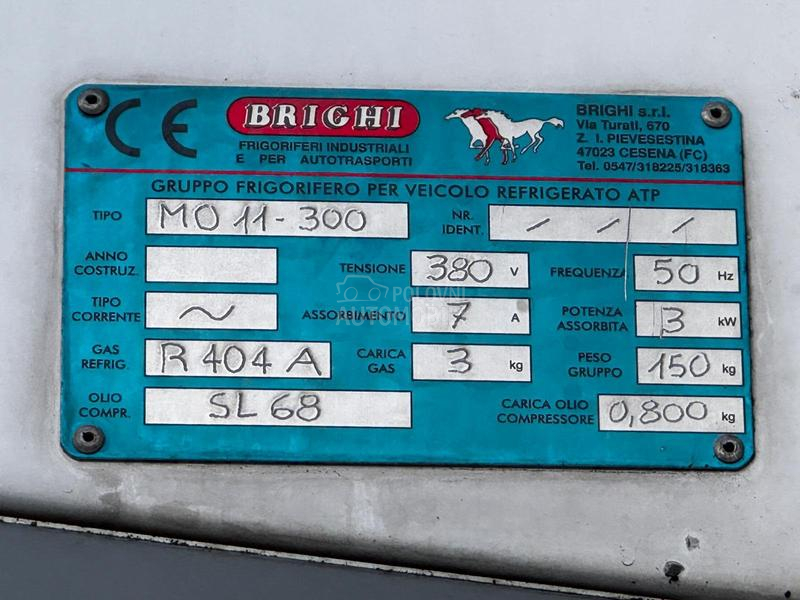 CE
BRIGHI
FRIGORIFERI INDUSTRIALI
E PER AUTOTRASPORTI
BRIGHI s.r.l.
Via Turati, 670
Z. I. PIEVESESTINA
47023 CESENA (FC)
Tel. 0547/318225/318363
GRUPPO FRIGORIFERO PER VEICOLO REFRIGERATO ATP
TIPO MO 11-300 NR. IDENT. / / /
ANNO COSTRUZ. TENSIONE 380 V FREQUENZA 50 Hz
POLOVNI
AUTOMOBILI
TIPO CORRENTE ~ ASSORBIMENTO 7 A POTENZA ASSORBITA 3 kW
GAS REFRIG. R 404 A CARICA GAS 3 kg PESO GRUPPO 150 kg
OLIO COMPR. SL 68 CARICA OLIO COMPRESSORE 0,800 kg